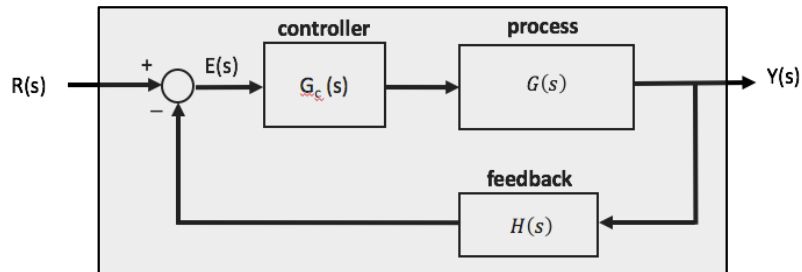 controller
process
R(s)
+
E(s)
G_c (s)
G(s)
Y(s)
−
feedback
H(s)